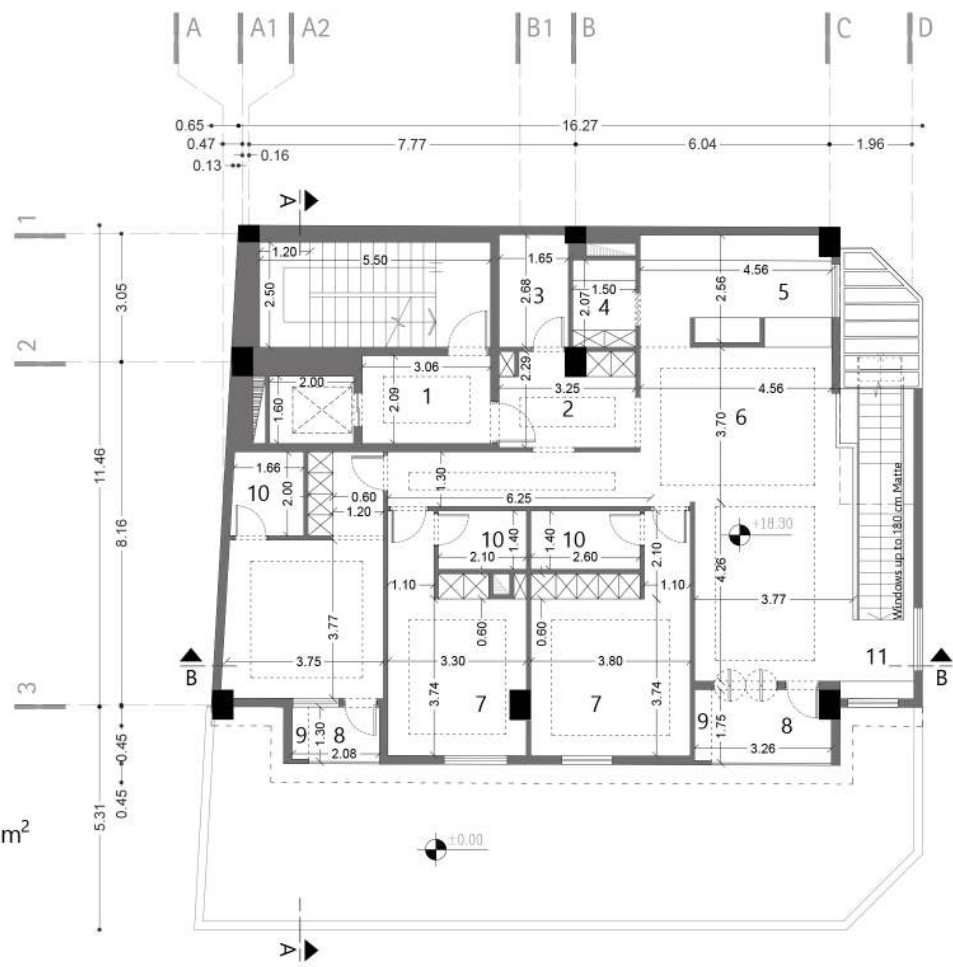 A A1 A2 B1 B C D
0.65 16.27
0.47 7.77 6.04 1.96
0.16
0.13
A
1
1.20
5.50 1.65
4.56
2.50 2.68 3 2.07 1.50 4 2.56 5
3.05
2
3.06 2.29 3.25 4.56
2.00
1.60 2.09 1 2 3.70 6
11.46
1.66 1.30
10 2.00 0.60 6.25
1.20
8.16
+18.90
1.40 1.40 2.10 4.26
10 10
2.10 2.60
1.10 1.10
Windows up to 180 cm Matte
0.60 0.60 3.77
3.77
3.75 3.30 3.80
11
B B
3
3.74 7 7 3.74
9 8 1.30 9 1.75 8
2.08 3.26
0.45
0.45
5.31
m²
±0.00
A